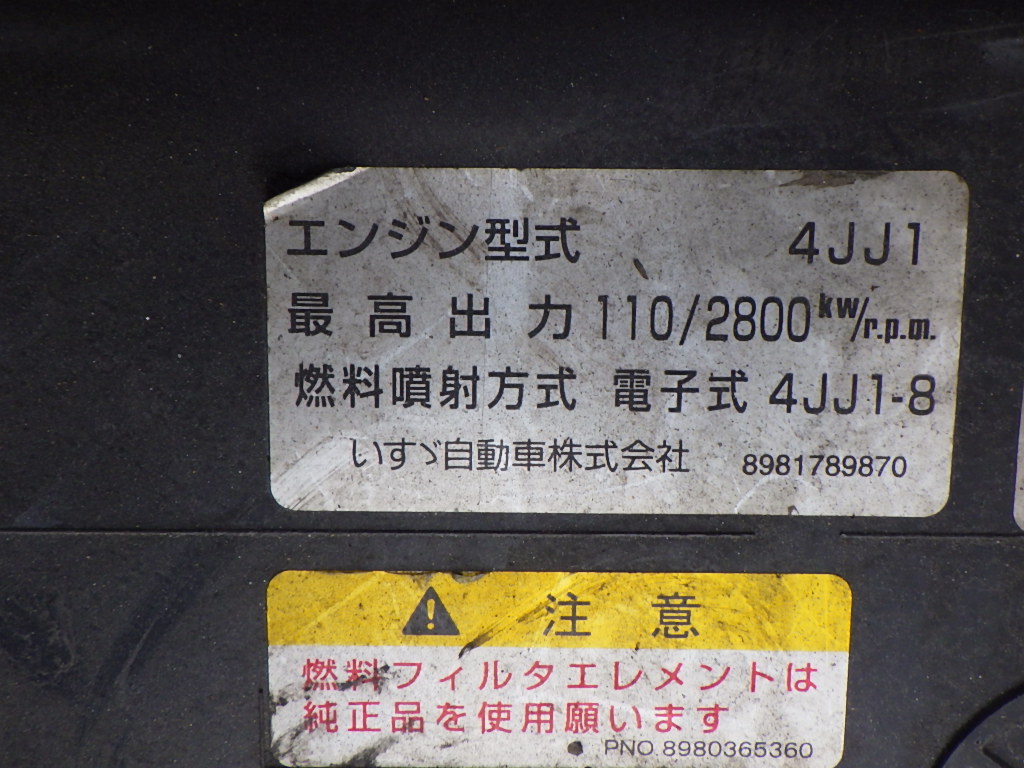 エンジン型式 4JJ1
最高出力 110/2800kw/r.p.m.
燃料噴射方式 電子式 4JJ1-8
いすゞ自動車株式会社 8981789870
注意
燃料フィルタエレメントは
純正品を使用願います
PNO.8980365360